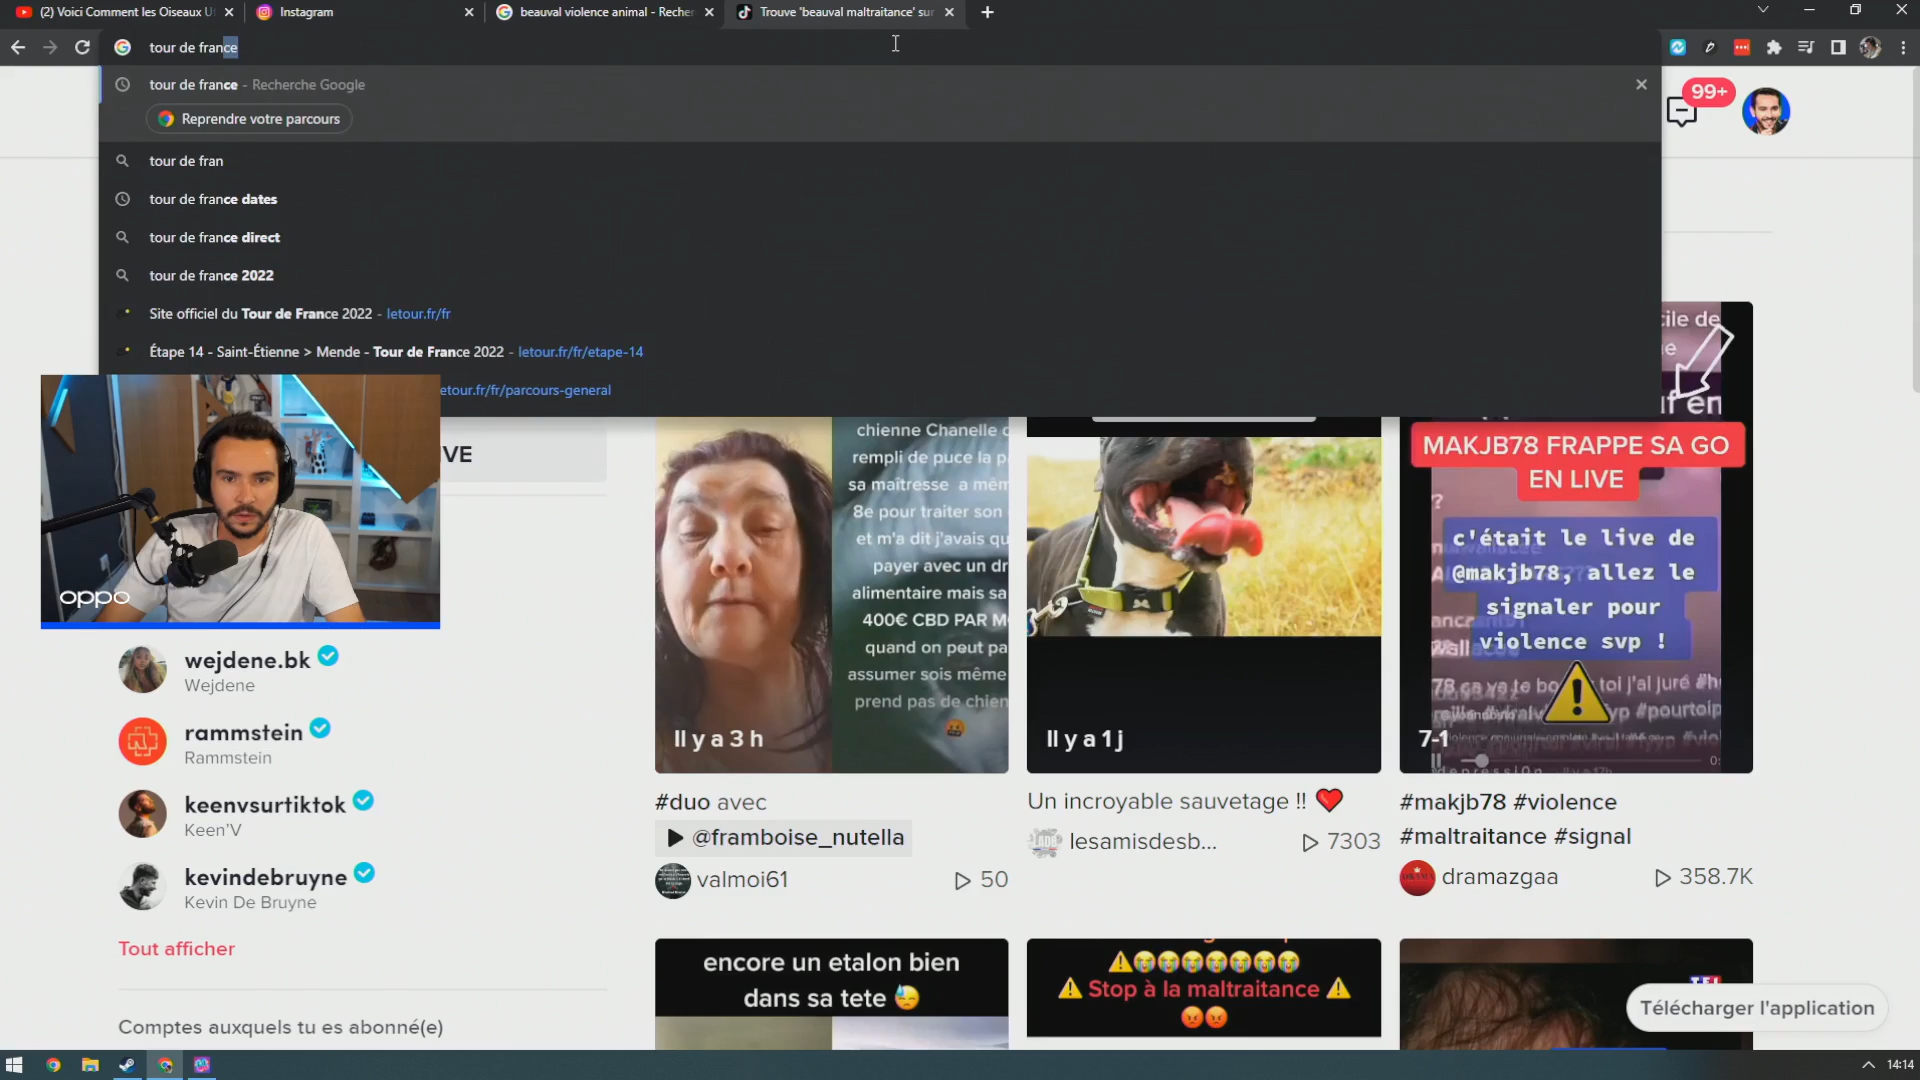 (2) Voici Comment les Oiseaux U
Instagram
beauval violence animal - Recher
Trouve 'beauval maltraitance' sur
tour de france
tour de france - Recherche Google
Reprendre votre parcours
tour de fran
tour de france dates
tour de france direct
tour de france 2022
Site officiel du Tour de France 2022 - letour.fr/fr
Étape 14 - Saint-Étienne > Mende - Tour de France 2022 - letour.fr/fr/etape-14
etour.fr/fr/parcours-general
99+
oppo
VE
wejdene.bk
Wejdene
rammstein
Rammstein
keenvsurtiktok
Keen'V
kevindebruyne
Kevin De Bruyne
Tout afficher
Comptes auxquels tu es abonné(e)
chienne Chanelle
rempli de puce la
sa maîtresse a
8e pour traiter son
et m'a dit j'avais
payer avec un
alimentaire mais sa
400€ CBD PAR
quand on peut
assumer sois même
prend pas de
Il y a 3 h
#duo avec
@framboise_nutella
valmoi61
50
Il y a 1 j
Un incroyable sauvetage !! ❤️
lesamisdesb...
7303
MAKJB78 FRAPPE SA GO
EN LIVE
c'était le live de
@makjb78, allez le
signaler pour
violence svp !
7-1
#makjb78 #violence
#maltraitance #signal
dramazgaa
358.7K
encore un etalon bien
dans sa tete 😓
⚠️😭😭😭😭😭😭😭
⚠️ Stop à la maltraitance ⚠️
😡😡
TF1
Télécharger l'application
14:14